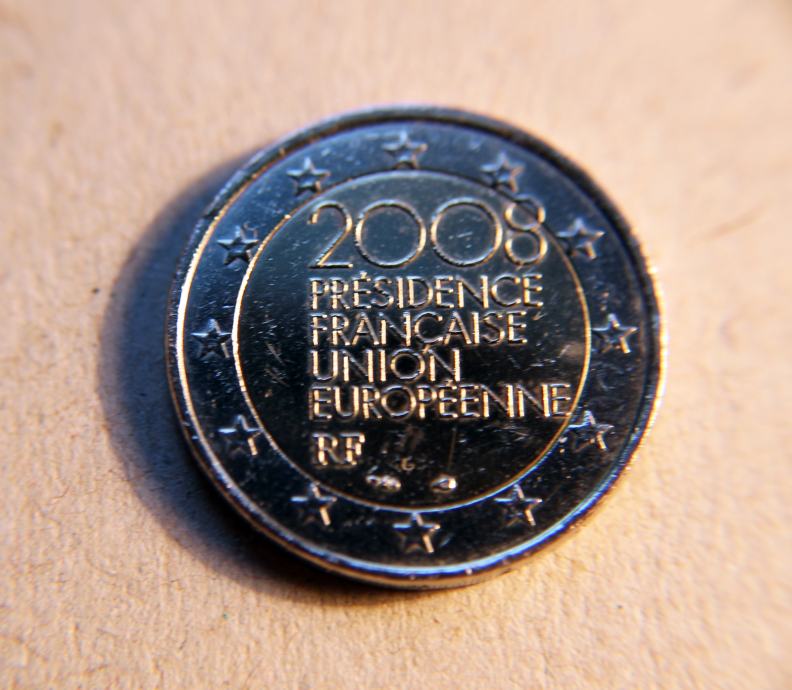 2008
PRÉSIDENCE
FRANÇAISE
UNION
EUROPÉENNE
RF